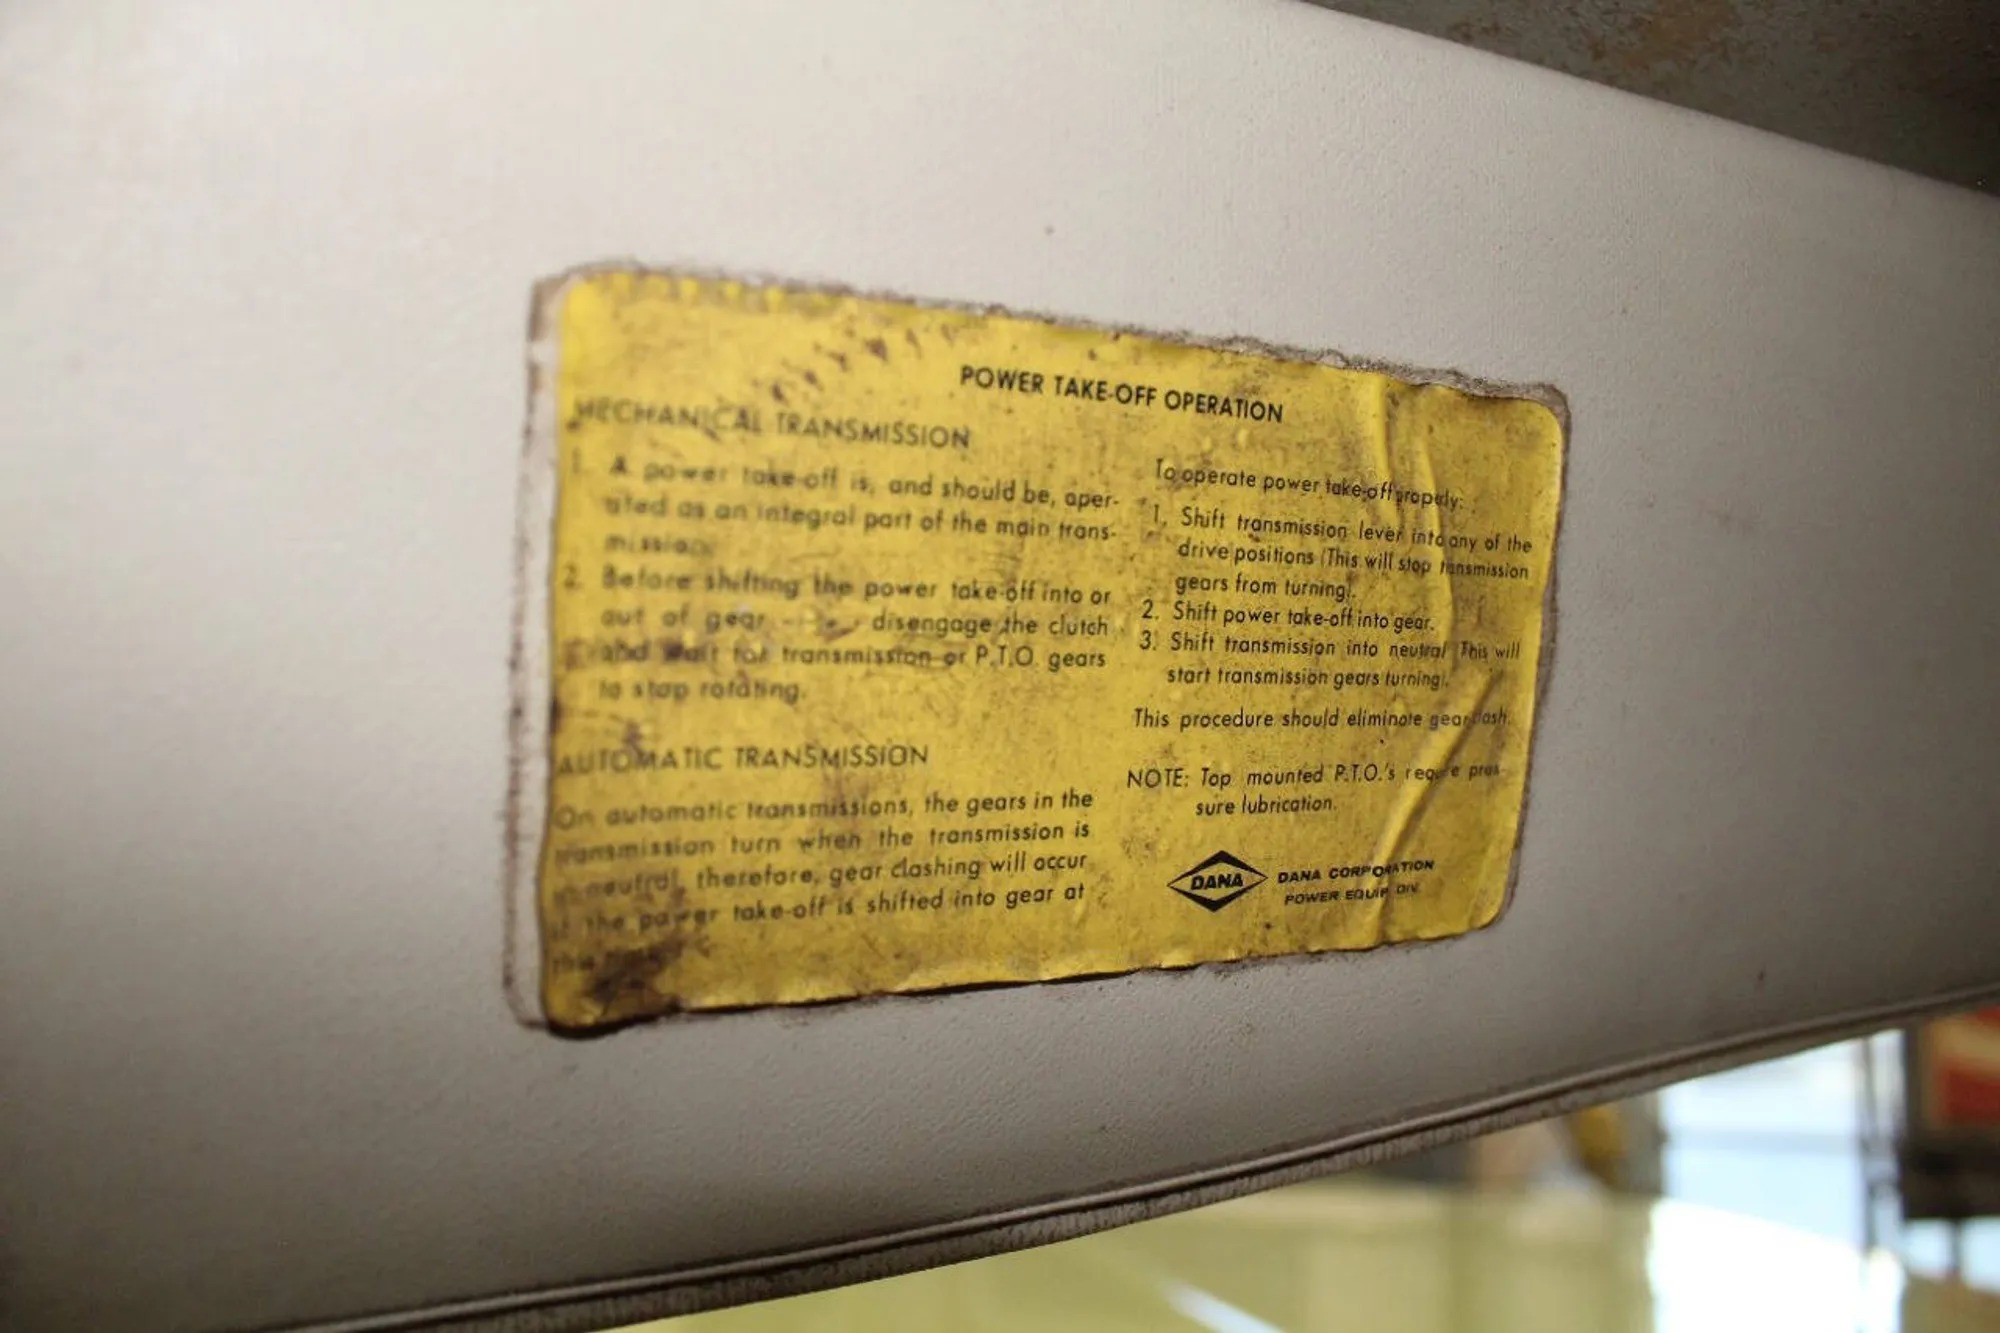 POWER TAKE-OFF OPERATION
MECHANICAL TRANSMISSION
1. A power take-off is, and should be, oper-
ated as an integral part of the main trans-
mission.
2. Before shifting the power take-off into or
out of gear disengage the clutch
and wait for transmission or P.T.O. gears
to stop rotating.
AUTOMATIC TRANSMISSION
On automatic transmissions, the gears in the
transmission turn when the transmission is
in neutral, therefore, gear clashing will occur
if the power take-off is shifted into gear at
this time.
To operate power take-off properly:
1. Shift transmission lever into any of the
drive positions (This will stop transmission
gears from turning).
2. Shift power take-off into gear.
3. Shift transmission into neutral (This will
start transmission gears turning).
This procedure should eliminate gear clash.
NOTE: Top mounted P.T.O.'s require pres-
sure lubrication.
DANA DANA CORPORATION
POWER EQUIP. DIV.